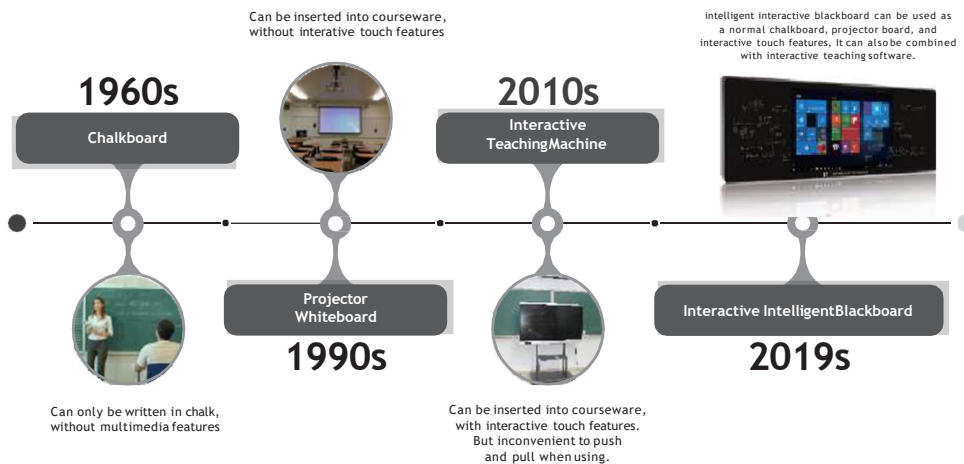 Can be inserted into courseware,
without interative touch features
intelligent interactive blackboard can be used as
a normal chalkboard, projector board, and
interactive touch features, It can alsobe combined
with interactive teaching software.
1960s
Chalkboard
2010s
Interactive
TeachingMachine
Projector
Whiteboard
1990s
Interactive IntelligentBlackboard
2019s
Can only be written in chalk,
without multimedia features
Can be inserted into courseware,
with interactive touch features.
But inconvenient to push
and pull when using.